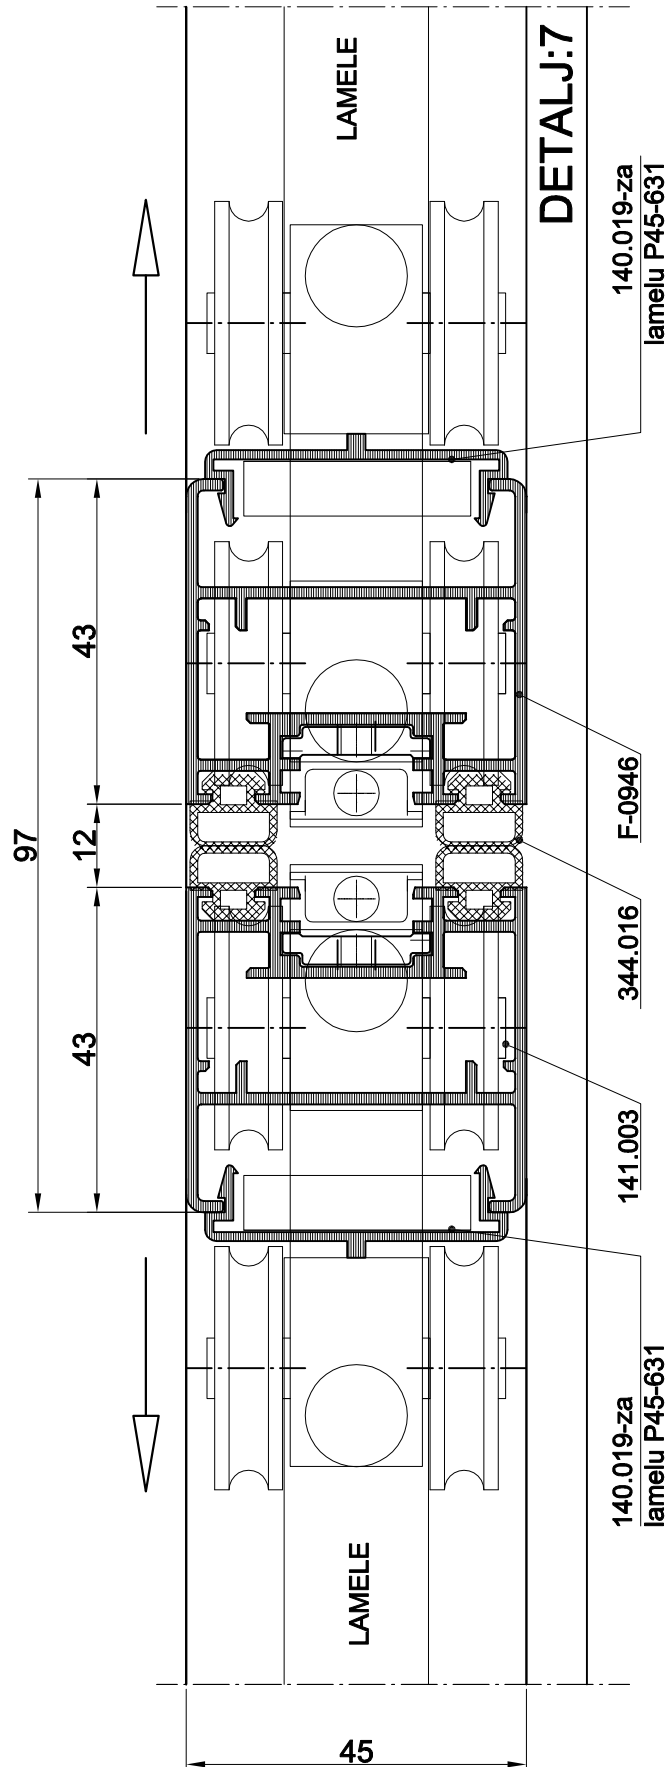 DETALJ:7
LAMELE
140.019-za
lamelu P45-631
43
97
12
43
F-0946
344.016
141.003
140.019-za
lamelu P45-631
LAMELE
45